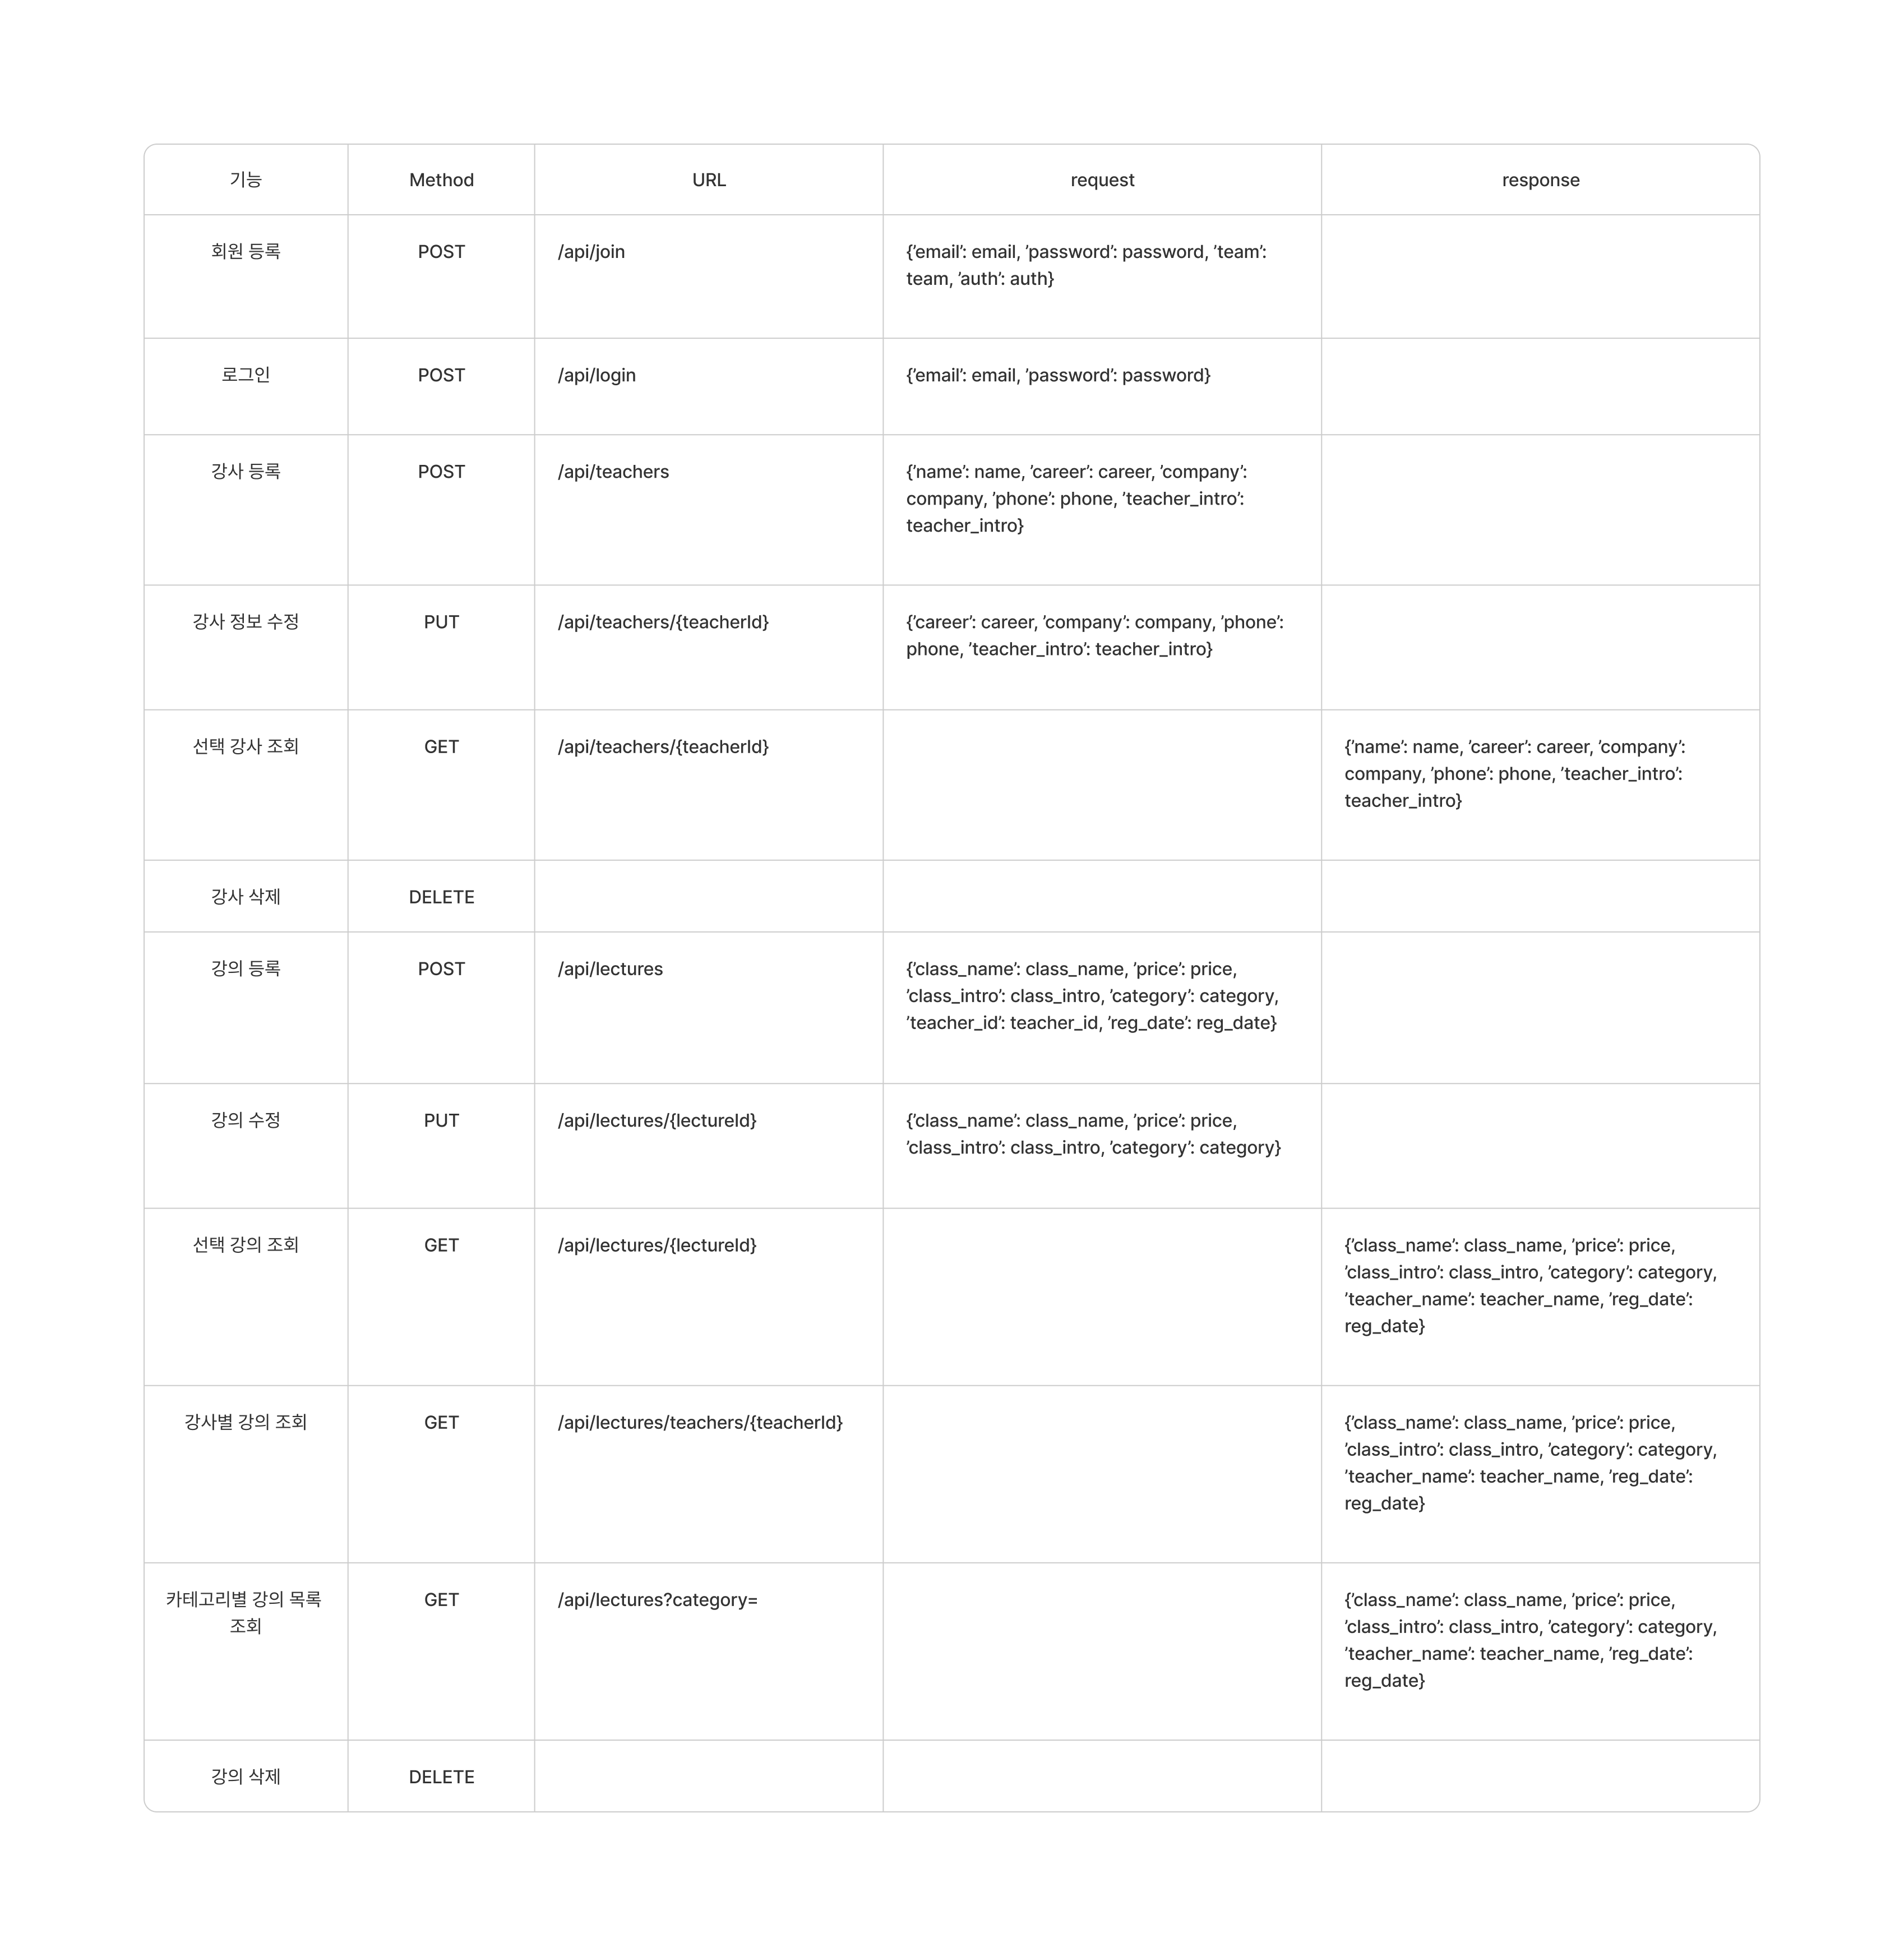 기능 Method URL request response
회원 등록 POST /api/join {’email’: email, ’password’: password, ’team’:
team, ’auth’: auth}
로그인 POST /api/login {’email’: email, ’password’: password}
강사 등록 POST /api/teachers {’name’: name, ’career’: career, ’company’:
company, ’phone’: phone, ’teacher_intro’:
teacher_intro}
강사 정보 수정 PUT /api/teachers/{teacherId} {’career’: career, ’company’: company, ’phone’:
phone, ’teacher_intro’: teacher_intro}
선택 강사 조회 GET /api/teachers/{teacherId} {’name’: name, ’career’: career, ’company’:
company, ’phone’: phone, ’teacher_intro’:
teacher_intro}
강사 삭제 DELETE
강의 등록 POST /api/lectures {’class_name’: class_name, ’price’: price,
’class_intro’: class_intro, ’category’: category,
’teacher_id’: teacher_id, ’reg_date’: reg_date}
강의 수정 PUT /api/lectures/{lectureId} {’class_name’: class_name, ’price’: price,
’class_intro’: class_intro, ’category’: category}
선택 강의 조회 GET /api/lectures/{lectureId} {’class_name’: class_name, ’price’: price,
’class_intro’: class_intro, ’category’: category,
’teacher_name’: teacher_name, ’reg_date’:
reg_date}
강사별 강의 조회 GET /api/lectures/teachers/{teacherId} {’class_name’: class_name, ’price’: price,
’class_intro’: class_intro, ’category’: category,
’teacher_name’: teacher_name, ’reg_date’:
reg_date}
카테고리별 강의 목록 GET /api/lectures?category= {’class_name’: class_name, ’price’: price,
조회 ’class_intro’: class_intro, ’category’: category,
’teacher_name’: teacher_name, ’reg_date’:
reg_date}
강의 삭제 DELETE